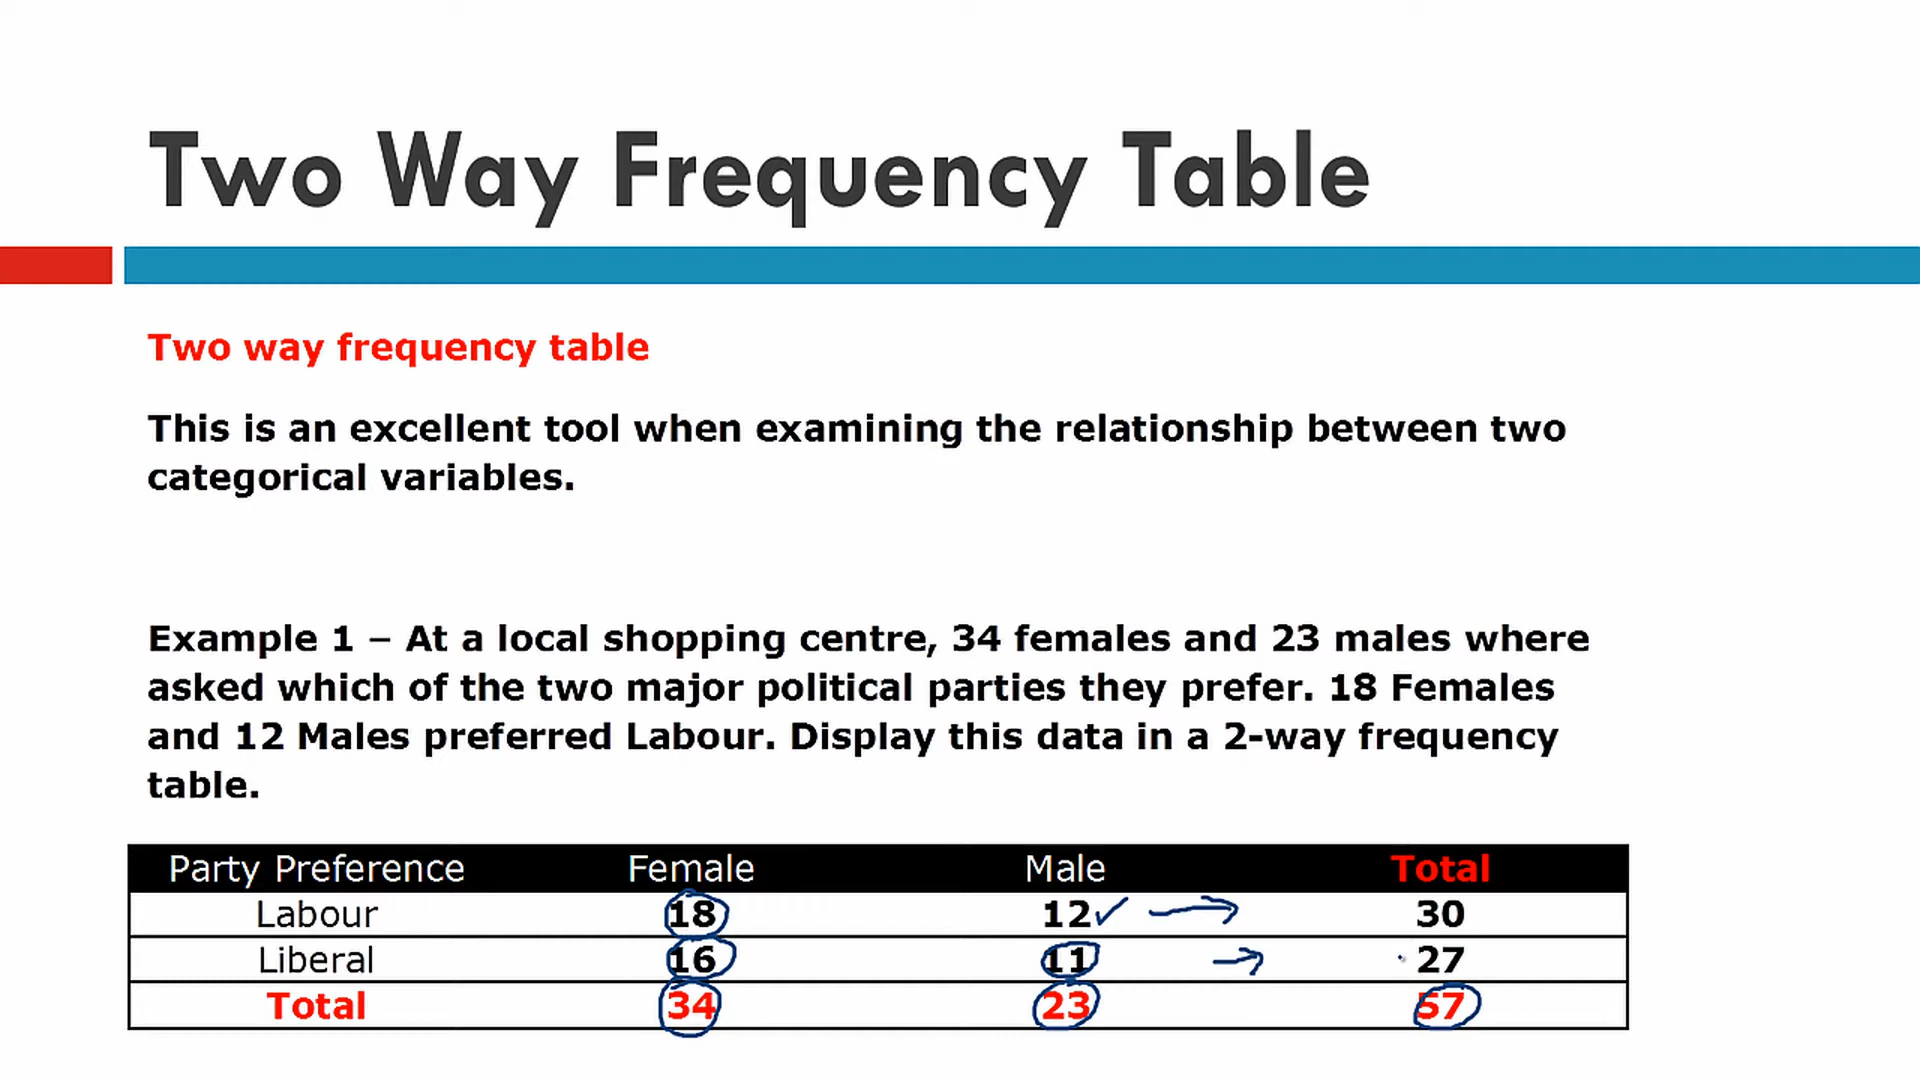 Two Way Frequency Table
Two way frequency table
This is an excellent tool when examining the relationship between two
categorical variables.
Example 1 – At a local shopping centre, 34 females and 23 males where
asked which of the two major political parties they prefer. 18 Females
and 12 Males preferred Labour. Display this data in a 2-way frequency
table.
Party Preference Female Male Total
Labour 18 12 30
Liberal 16 11 27
Total 34 23 57